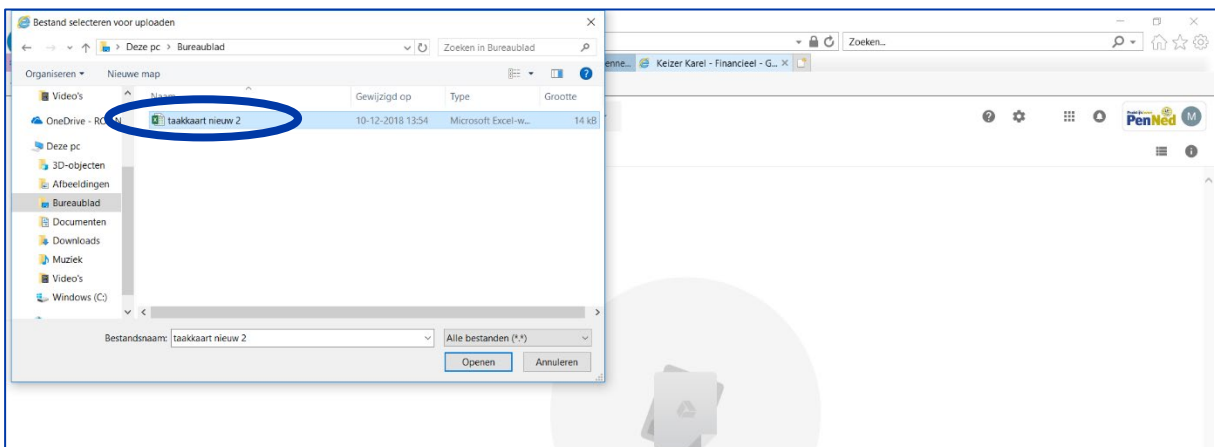 Bestand selecteren voor uploaden
Deze pc > Bureaublad
Zoeken in Bureaublad
Zoeken...
enne...
Keizer Karel - Financieel - G...
Organiseren
Nieuwe map
Video's
Naam
Gewijzigd op
Type
Grootte
OneDrive - RO
taakkaart nieuw 2
10-12-2018 13:54
Microsoft Excel-w...
14 kB
PenNed
M
Deze pc
3D-objecten
Afbeeldingen
Bureaublad
Documenten
Downloads
Muziek
Video's
Windows (C:)
Bestandsnaam: taakkaart nieuw 2
Alle bestanden (*.*)
Openen
Annuleren